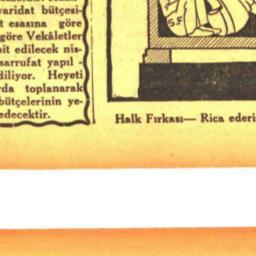 varidat bütçesi-
t esasına göre
göre Vekâletler
bit edilecek nis-
sarrufat yapıl -
diliyor. Heyeti
da toplanarak
bütçelerinin ye-
edecektir.
S.F
Halk Fırkası— Rica ederi